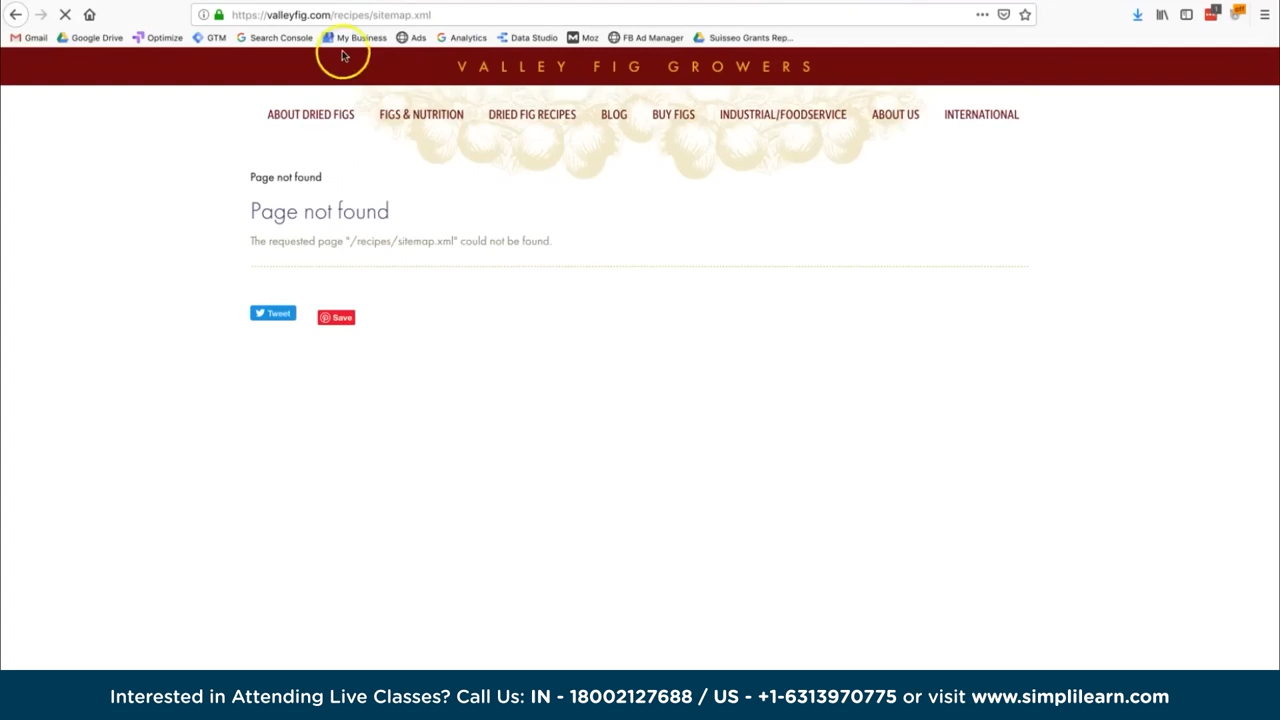 https://valleyfig.com/recipes/sitemap.xml
Gmail Google Drive Optimize GTM Search Console My Business Ads Analytics Data Studio Moz FB Ad Manager Suisseo Grants Rep...
VALLEY FIG GROWERS
ABOUT DRIED FIGS FIGS & NUTRITION DRIED FIG RECIPES BLOG BUY FIGS INDUSTRIAL/FOODSERVICE ABOUT US INTERNATIONAL
Page not found
Page not found
The requested page "/recipes/sitemap.xml" could not be found.
Tweet Save
Interested in Attending Live Classes? Call Us: IN - 18002127688 / US - +1-6313970775 or visit www.simplilearn.com